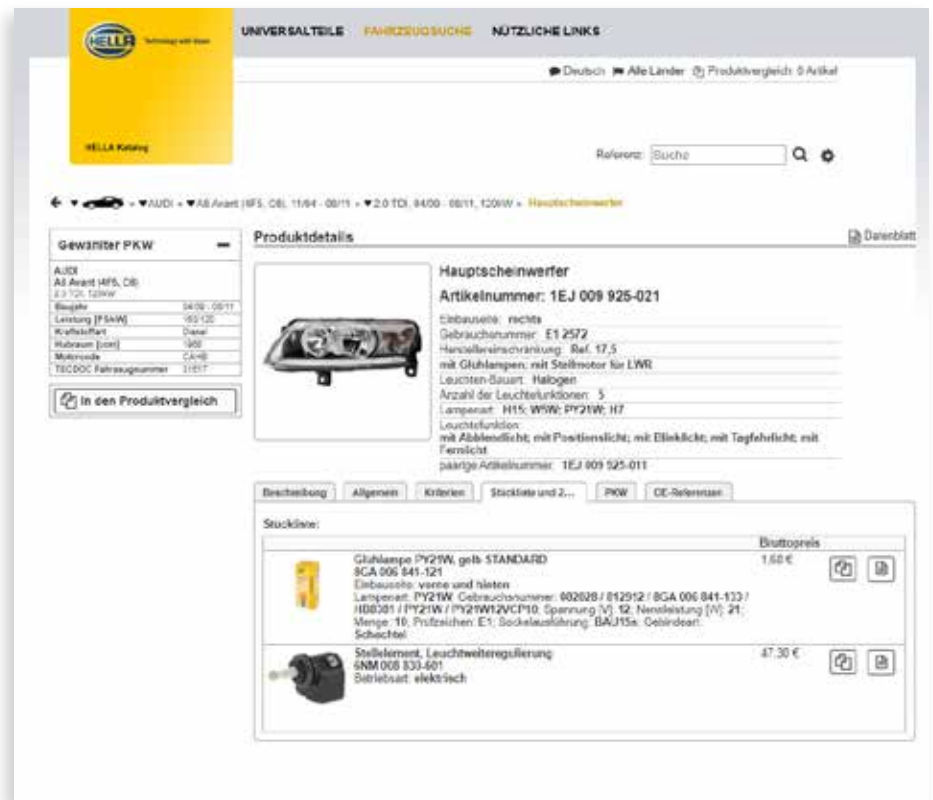 HELLA
Technology with Vision
UNIVERSALTEILE FAHRZEUGSUCHE NÜTZLICHE LINKS
Deutsch Alle Länder Produktvergleich: 0 Artikel
HELLA Katalog
Referenz: Suche
AUDI A6 Avant (4F5, C6), 11/04 - 08/11 2.0 TDI, 04/09 - 08/11, 120kW Hauptscheinwerfer
Gewählter PKW
Produktdetails
Datenblatt
AUDI
A6 Avant (4F5, C6)
2.0 TDI, 120kW
Baujahr 04/09 - 08/11
Leistung [PS/kW] 163/120
Kraftstoffart Diesel
Hubraum [ccm] 1968
Motorcode CAHB
TECDOC Fahrzeugnummer 31617
In den Produktvergleich
Hauptscheinwerfer
Artikelnummer: 1EJ 009 925-021
Einbauseite: rechts
Gebrauchsnummer: E1 2572
Herstellereinschränkung: Ref. 17,5
mit Glühlampen; mit Stellmotor für LWR
Leuchten-Bauart: Halogen
Anzahl der Leuchtefunktionen: 5
Lampenart: H15; W5W; PY21W; H7
Leuchtefunktion:
mit Abblendlicht; mit Positionslicht; mit Blinklicht; mit Tagfahrlicht; mit
Fernlicht
paarige Artikelnummer: 1EJ 009 925-011
Beschreibung Allgemein Kriterien Stückliste und Z... PKW OE-Referenzen
Stückliste:
Bruttopreis
Glühlampe PY21W, gelb STANDARD 1,60 €
8GA 006 841-121
Einbauseite: vorne und hinten
Lampenart: PY21W; Gebrauchsnummer: 002028 / 012912 / 8GA 006 841-133 /
HB0301 / PY21W / PY21W12VCP10; Spannung [V]: 12; Nennleistung [W]: 21;
Menge: 10; Prüfzeichen: E1; Sockelausführung: BAU15s; Gebindeart:
Schachtel
Stellelement, Leuchtweiteregulierung 47,30 €
6NM 008 830-601
Betriebsart: elektrisch